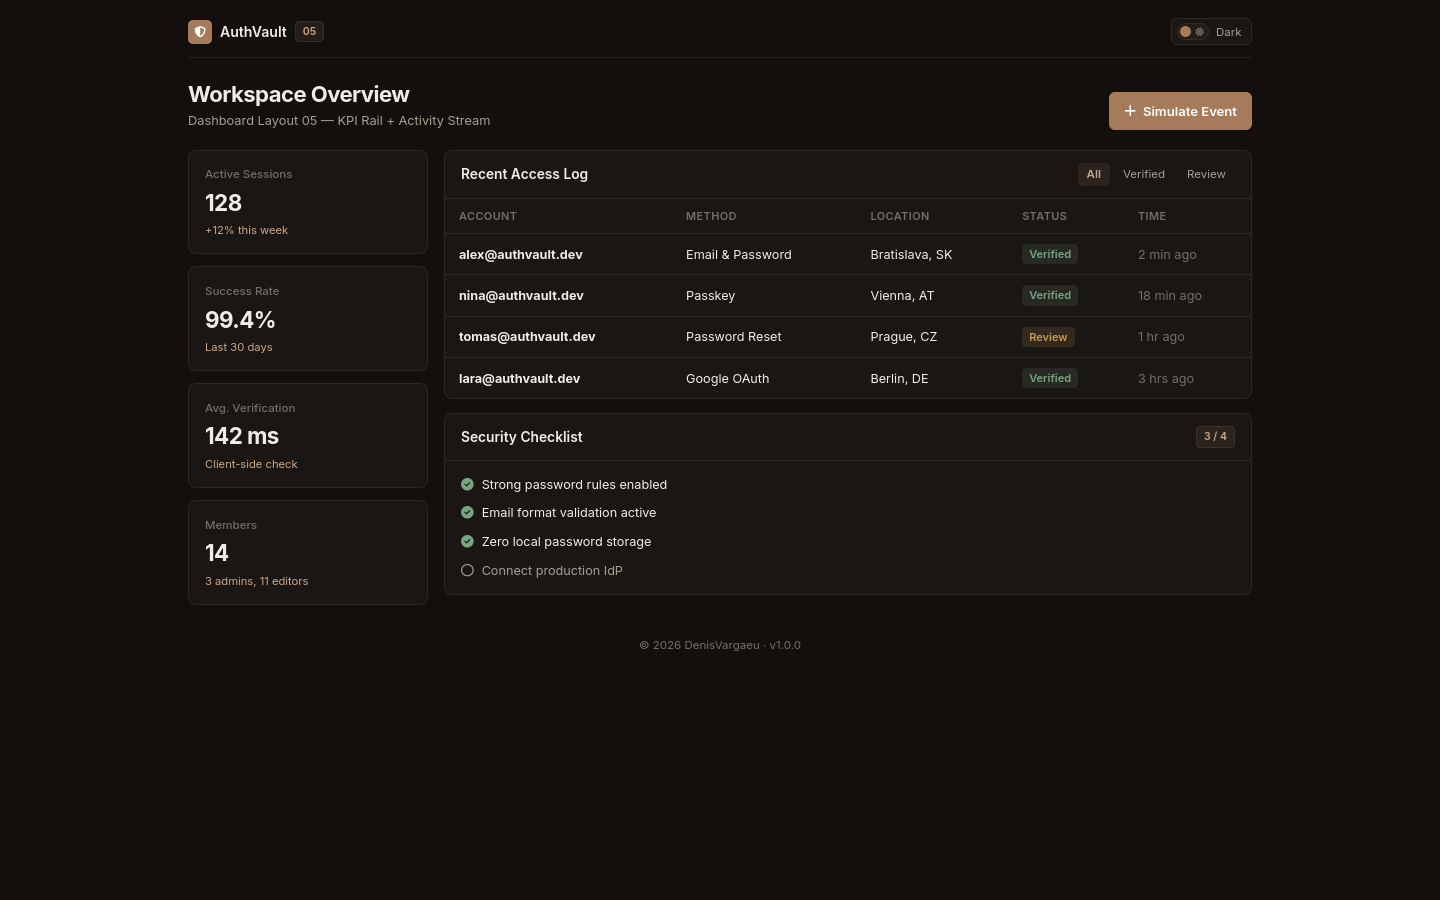 AuthVault 05
Dark
Workspace Overview
Dashboard Layout 05 — KPI Rail + Activity Stream
Simulate Event
Active Sessions
128
+12% this week
Success Rate
99.4%
Last 30 days
Avg. Verification
142 ms
Client-side check
Members
14
3 admins, 11 editors
Recent Access Log
All Verified Review
ACCOUNT METHOD LOCATION STATUS TIME
alex@authvault.dev Email & Password Bratislava, SK Verified 2 min ago
nina@authvault.dev Passkey Vienna, AT Verified 18 min ago
tomas@authvault.dev Password Reset Prague, CZ Review 1 hr ago
lara@authvault.dev Google OAuth Berlin, DE Verified 3 hrs ago
Security Checklist 3 / 4
Strong password rules enabled
Email format validation active
Zero local password storage
Connect production IdP
© 2026 DenisVargaeu · v1.0.0